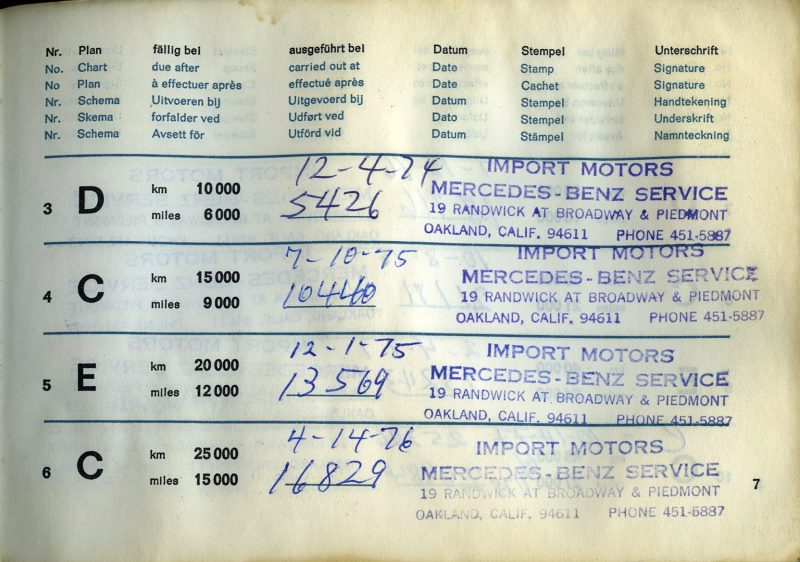 Nr. Plan fällig bei ausgeführt bei Datum Stempel Unterschrift
No. Chart due after carried out at Date Stamp Signature
No Plan à effectuer après effectué après Date Cachet Signature
Nr. Schema Uitvoeren bij Uitgevoerd bij Datum Stempel Handtekening
Nr. Skema forfalder ved Udført ved Dato Stempel Underskrift
Nr. Schema Avsett för Utförd vid Datum Stämpel Namnteckning
12-4-74 IMPORT MOTORS
3 D km 10 000 MERCEDES-BENZ SERVICE
miles 6 000 5426 19 RANDWICK AT BROADWAY & PIEDMONT
OAKLAND, CALIF. 94611 PHONE 451-5887
7-10-75 IMPORT MOTORS
4 C km 15 000 MERCEDES-BENZ SERVICE
miles 9 000 10440 19 RANDWICK AT BROADWAY & PIEDMONT
OAKLAND, CALIF. 94611 PHONE 451-5887
12-1-75 IMPORT MOTORS
5 E km 20 000 MERCEDES-BENZ SERVICE
miles 12 000 13569 19 RANDWICK AT BROADWAY & PIEDMONT
OAKLAND, CALIF. 94611 PHONE 451-5887
4-14-76 IMPORT MOTORS
6 C km 25 000 MERCEDES-BENZ SERVICE
miles 15 000 16829 19 RANDWICK AT BROADWAY & PIEDMONT
OAKLAND, CALIF. 94611 PHONE 451-5887
7